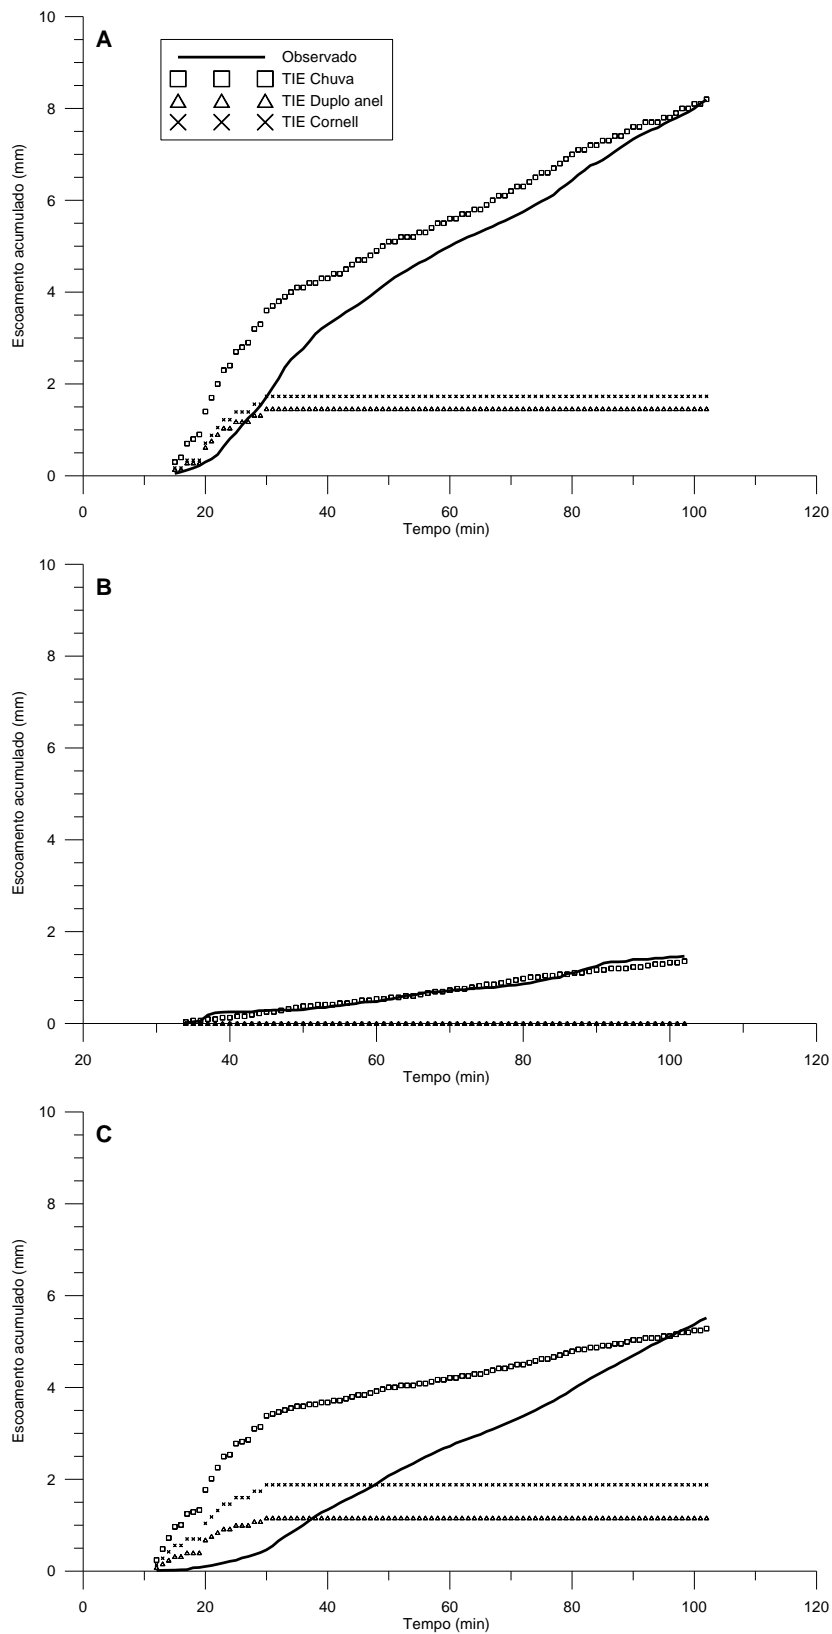 10
A
Observado
TIE Chuva
TIE Duplo anel
TIE Cornell
8
6
4
2
0
Escoamento acumulado (mm)
0 20 40 60 80 100 120
Tempo (min)
10
B
8
6
4
2
0
Escoamento acumulado (mm)
20 40 60 80 100 120
Tempo (min)
10
C
8
6
4
2
0
Escoamento acumulado (mm)
0 20 40 60 80 100 120
Tempo (min)